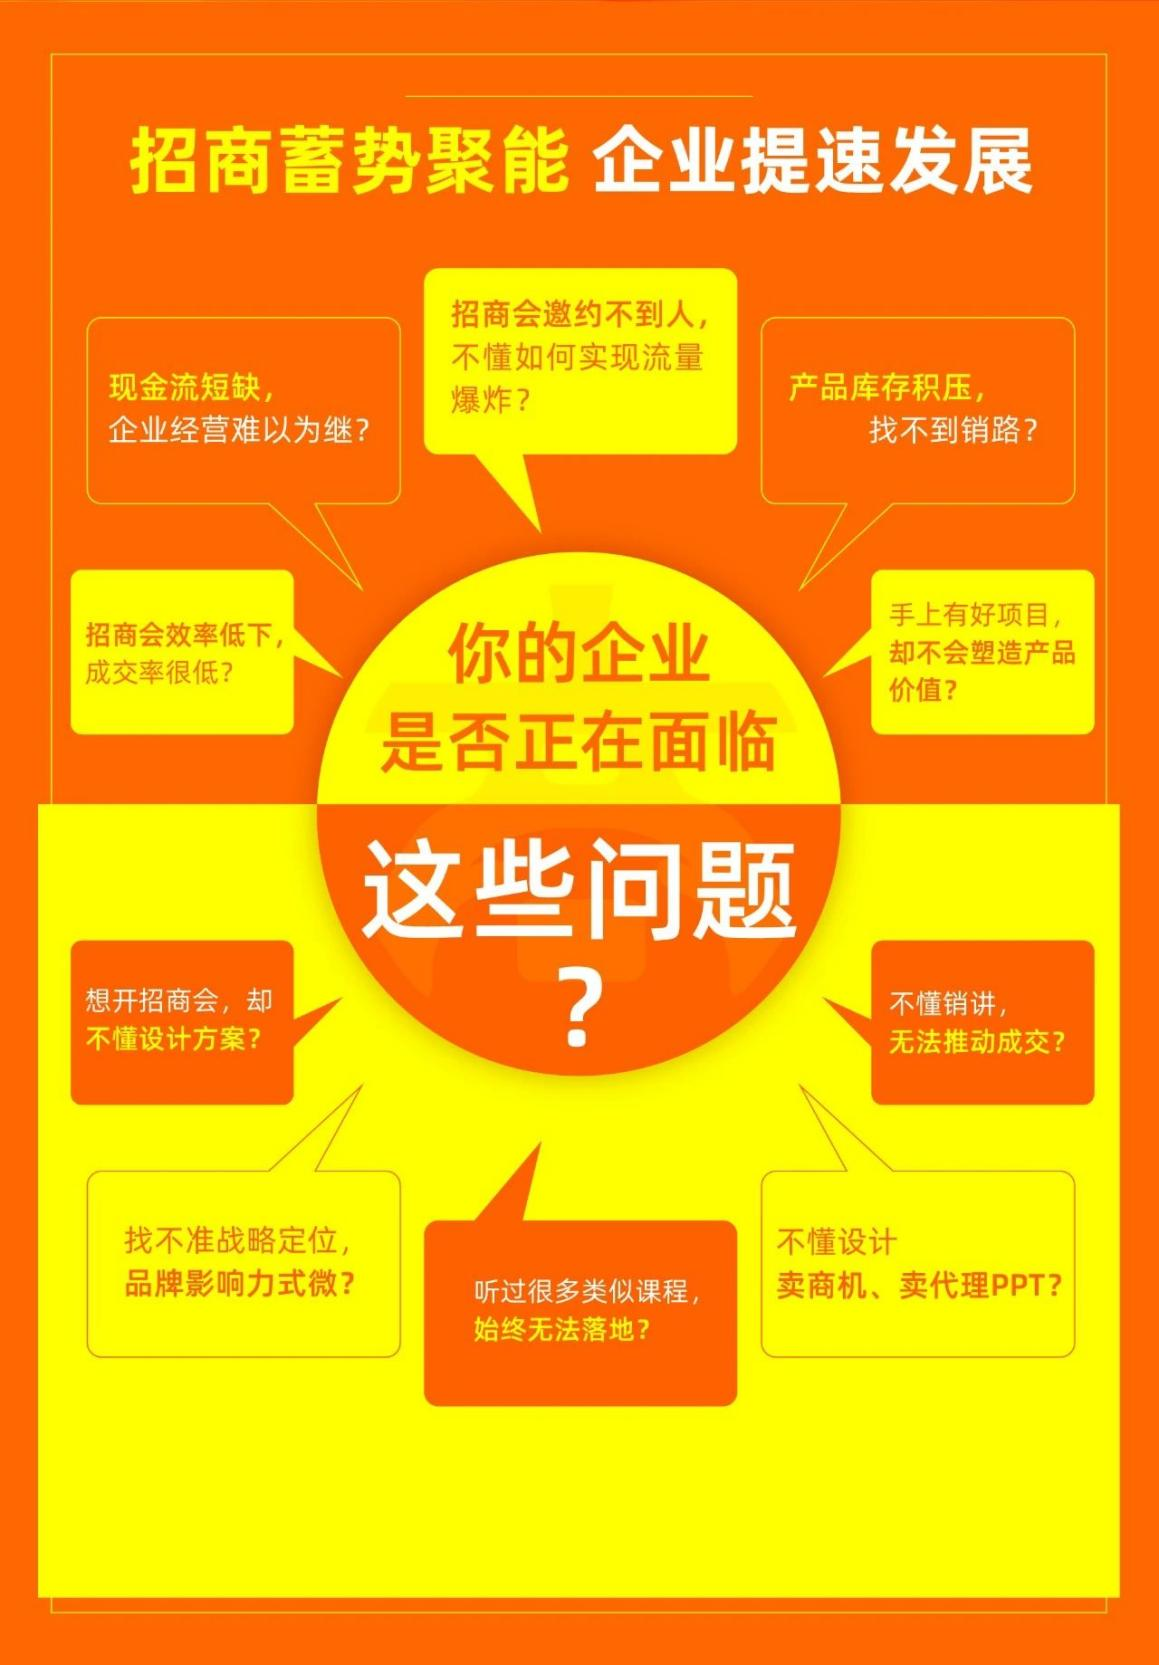 招商蓄势聚能 企业提速发展
招商会邀约不到人，
不懂如何实现流量
爆炸？
现金流短缺，
企业经营难以为继？
产品库存积压，
找不到销路？
招商会效率低下，
成交率很低？
手上有好项目，
却不会塑造产品
价值？
你的企业
是否正在面临
这些问题
？
想开招商会，却
不懂设计方案？
不懂销讲，
无法推动成交？
找不准战略定位，
品牌影响力式微？
听过很多类似课程，
始终无法落地？
不懂设计
卖商机、卖代理PPT？